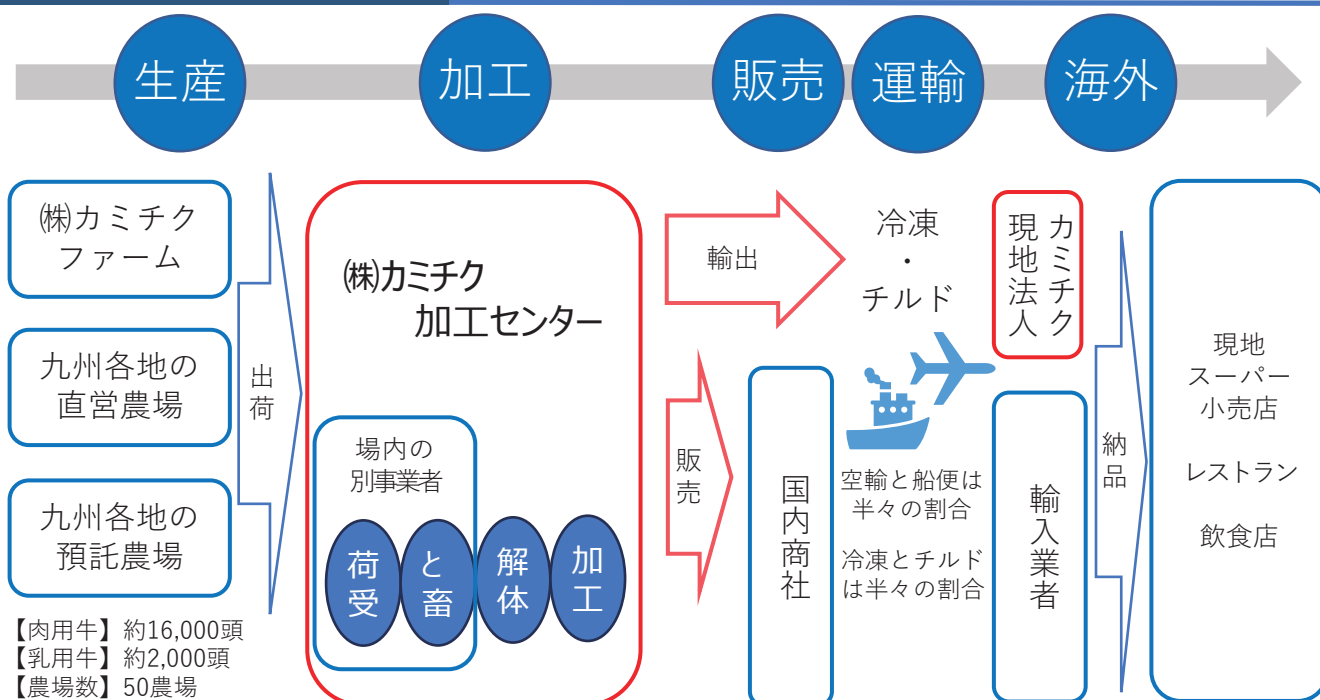 生産
加工
販売
運輸
海外
㈱カミチク
ファーム
九州各地の
直営農場
九州各地の
預託農場
【肉用牛】約16,000頭
【乳用牛】約2,000頭
【農場数】50農場
出荷
㈱カミチク
加工センター
場内の
別事業者
荷受
と畜
解体
加工
輸出
販売
国内商社
冷凍
・
チルド
空輸と船便は
半々の割合
冷凍とチルド
は半々の割合
カミチク
現地法人
輸入業者
納品
現地
スーパー
小売店
レストラン
飲食店